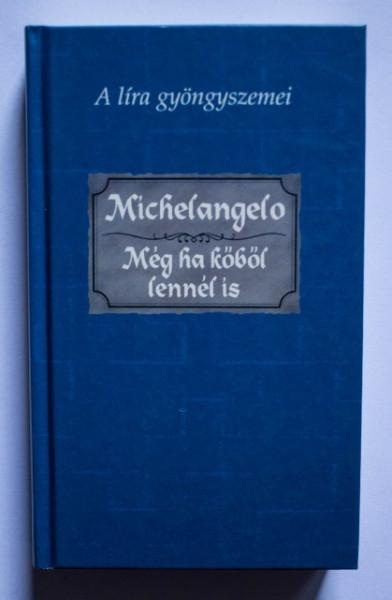 A líra gyöngyszemei
Michelangelo
Még ha kőből
lennél is